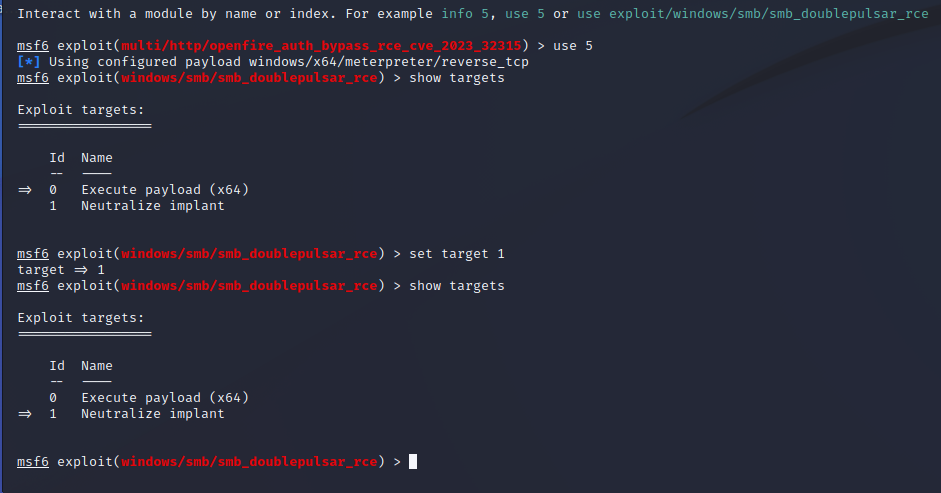 Interact with a module by name or index. For example info 5, use 5 or use exploit/windows/smb/smb_doublepulsar_rce
msf6 exploit(multi/http/openfire_auth_bypass_rce_cve_2023_32315) > use 5
[*] Using configured payload windows/x64/meterpreter/reverse_tcp
msf6 exploit(windows/smb/smb_doublepulsar_rce) > show targets
Exploit targets:
=================
Id  Name
--  ----
=>  0   Execute payload (x64)
1   Neutralize implant
msf6 exploit(windows/smb/smb_doublepulsar_rce) > set target 1
target => 1
msf6 exploit(windows/smb/smb_doublepulsar_rce) > show targets
Exploit targets:
=================
Id  Name
--  ----
0   Execute payload (x64)
=>  1   Neutralize implant
msf6 exploit(windows/smb/smb_doublepulsar_rce) >